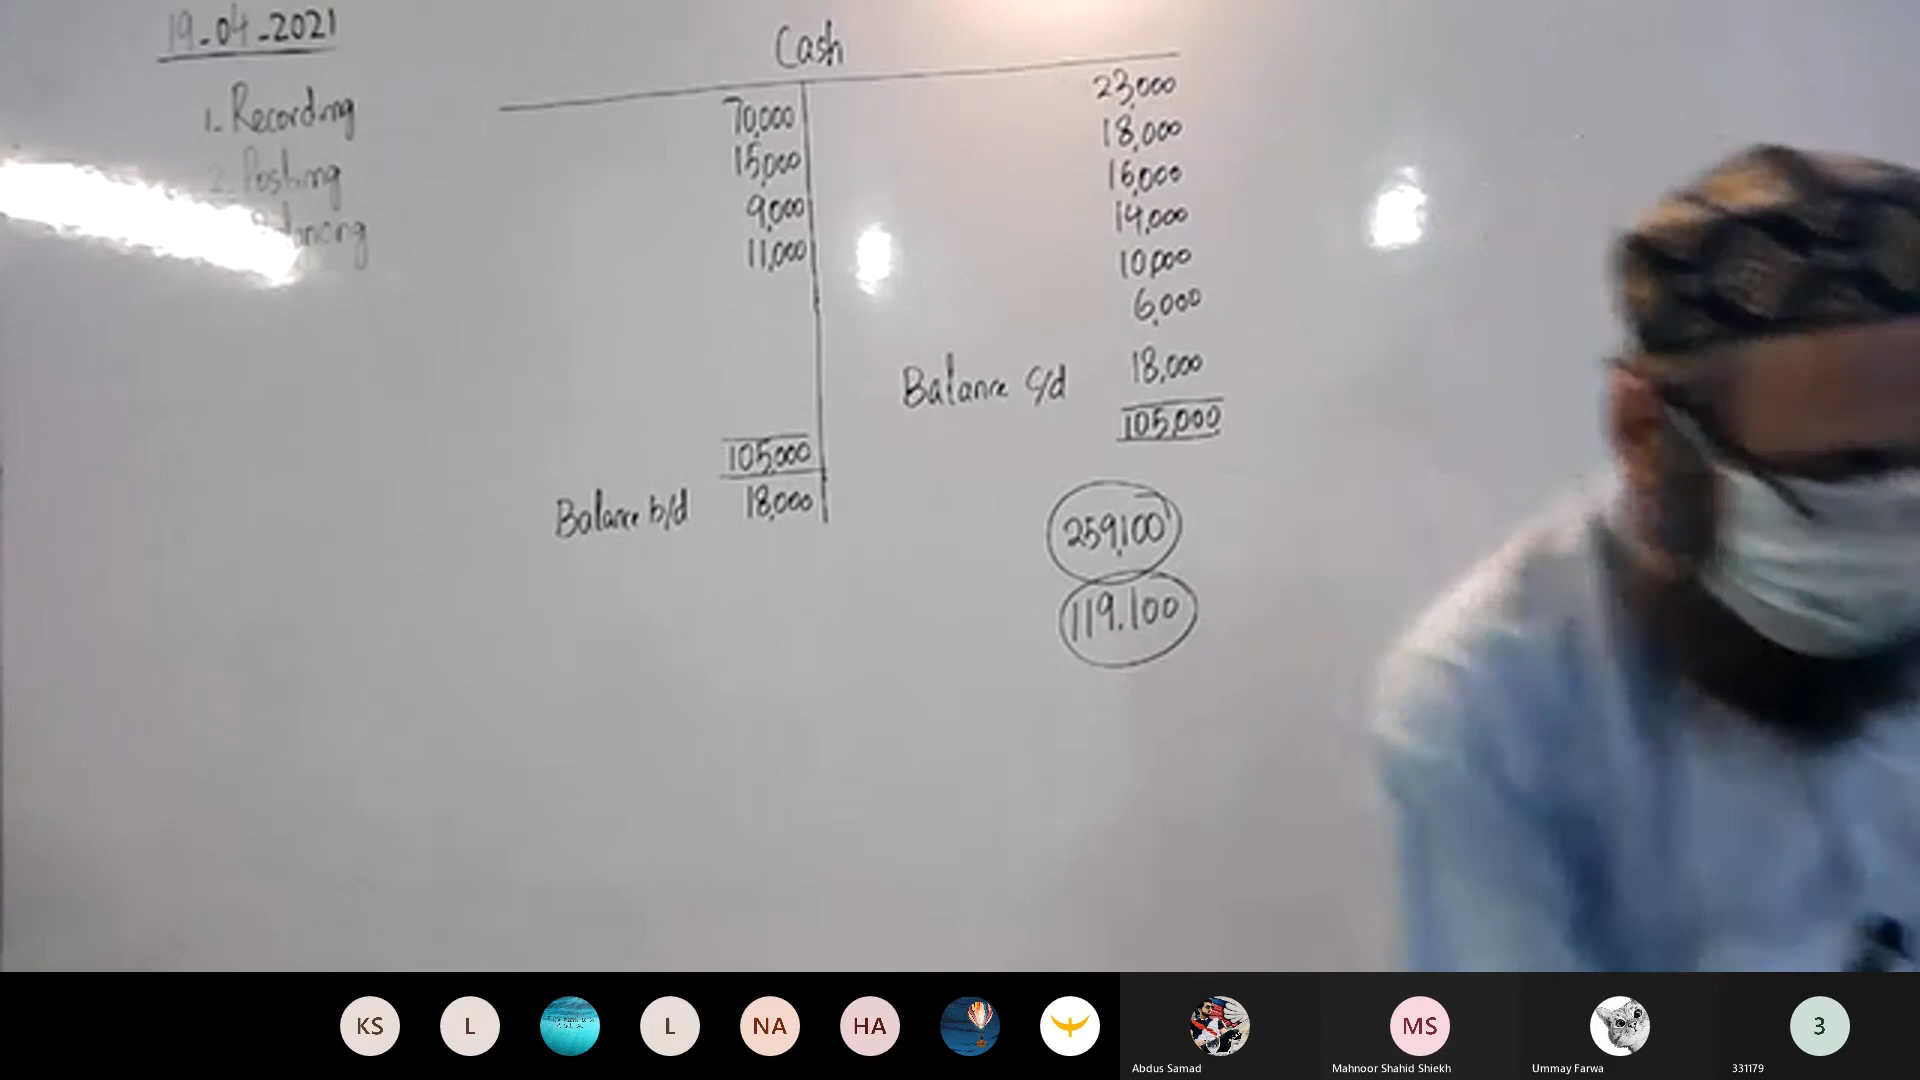 19-04-2021
1. Recording
2. Posting
Cash
70,000
15,000
9,000
11,000
105,000
Balance b/d 18,000
23,000
18,000
16,000
14,000
10,000
6,000
Balance c/d 18,000
105,000
259,100
119.100
KS
L
L
NA
HA
MS
3
Abdus Samad
Mahnoor Shahid Shiekh
Ummay Farwa
331179